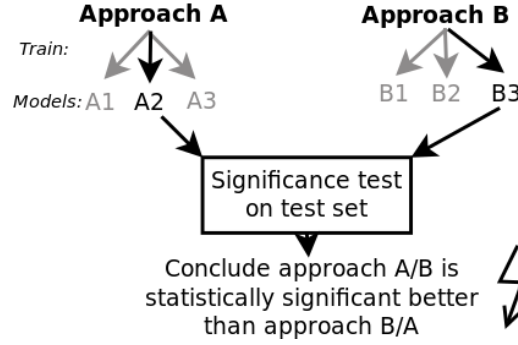 Approach A Approach B
Train:
Models: A1 A2 A3 B1 B2 B3
Significance test
on test set
Conclude approach A/B is
statistically significant better
than approach B/A